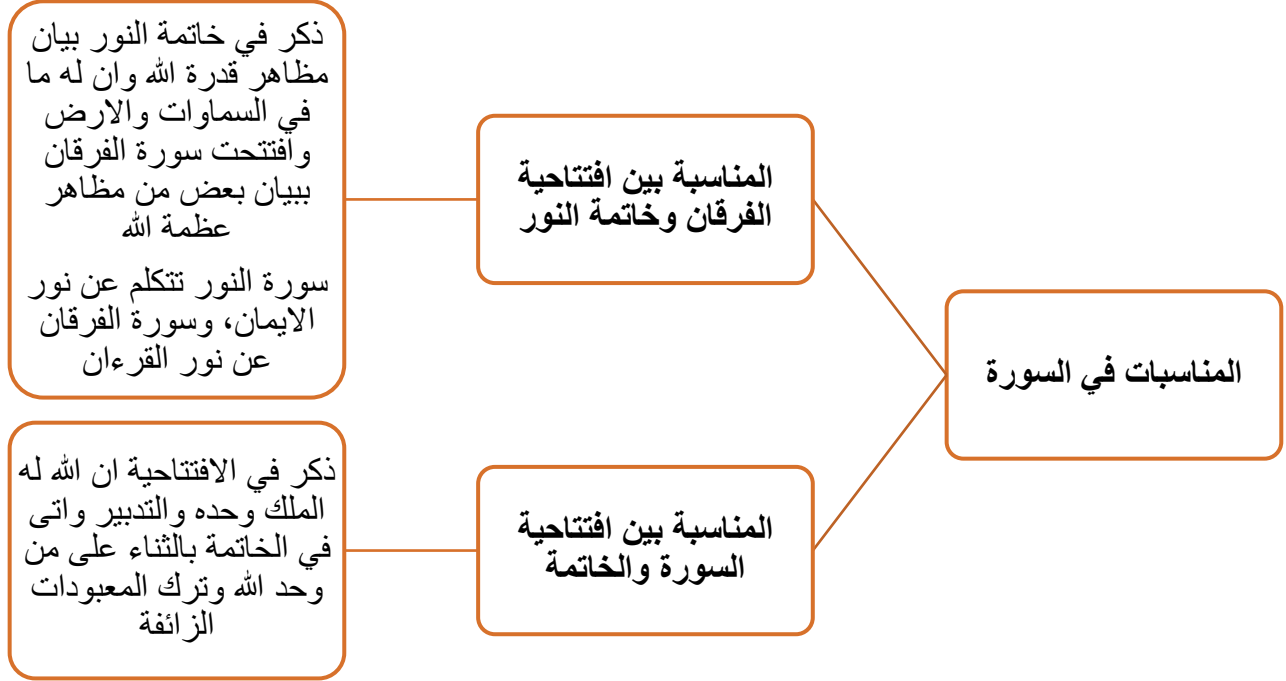 المناسبات في السورة
المناسبة بين افتتاحية
الفرقان وخاتمة النور
ذكر في خاتمة النور بيان
مظاهر قدرة الله وان له ما
في السماوات والارض
وافتتحت سورة الفرقان
ببيان بعض من مظاهر
عظمة الله
سورة النور تتكلم عن نور
الايمان، وسورة الفرقان
عن نور القرءان
المناسبة بين افتتاحية
السورة والخاتمة
ذكر في الافتتاحية ان الله له
الملك وحده والتدبير واتى
في الخاتمة بالثناء على من
وحد الله وترك المعبودات
الزائفة